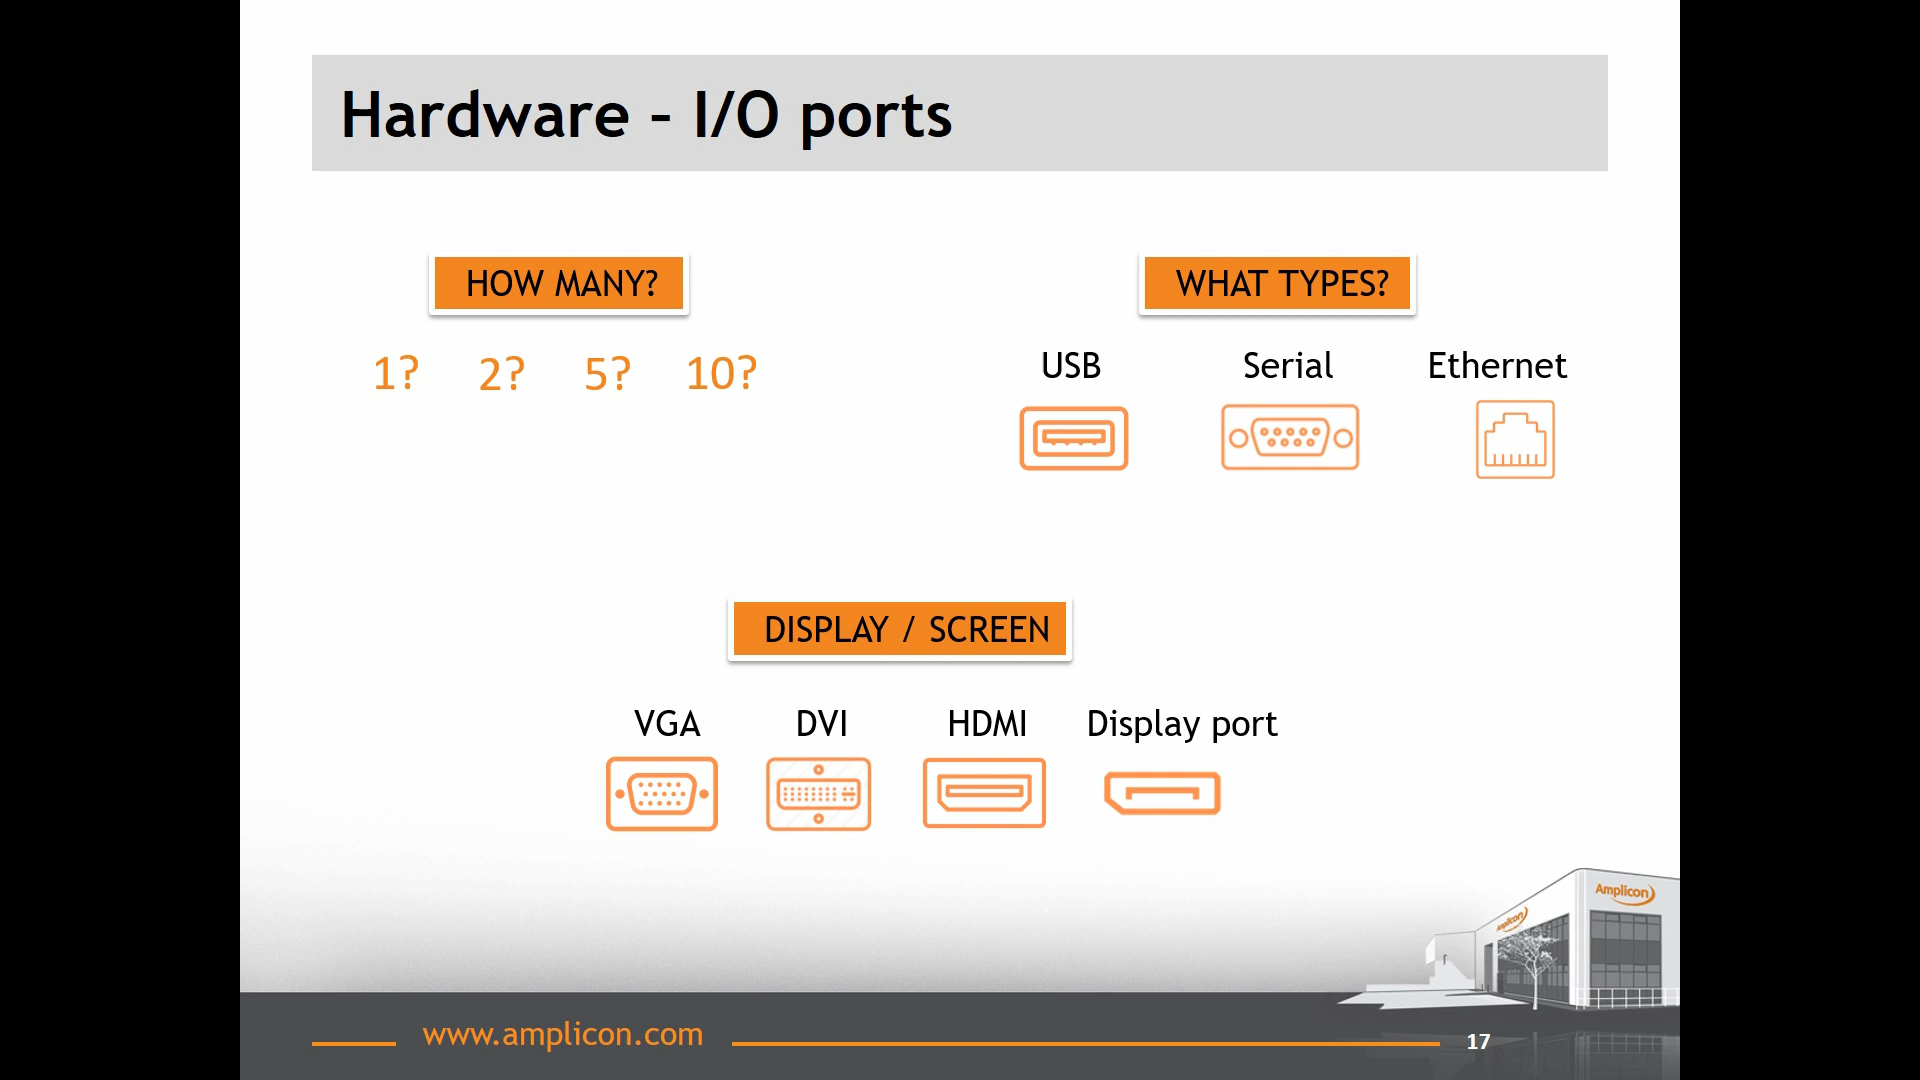 Hardware – I/O ports
HOW MANY?
1? 2? 5? 10?
WHAT TYPES?
USB Serial Ethernet
DISPLAY / SCREEN
VGA DVI HDMI Display port
Amplicon
Amplicon
www.amplicon.com
17